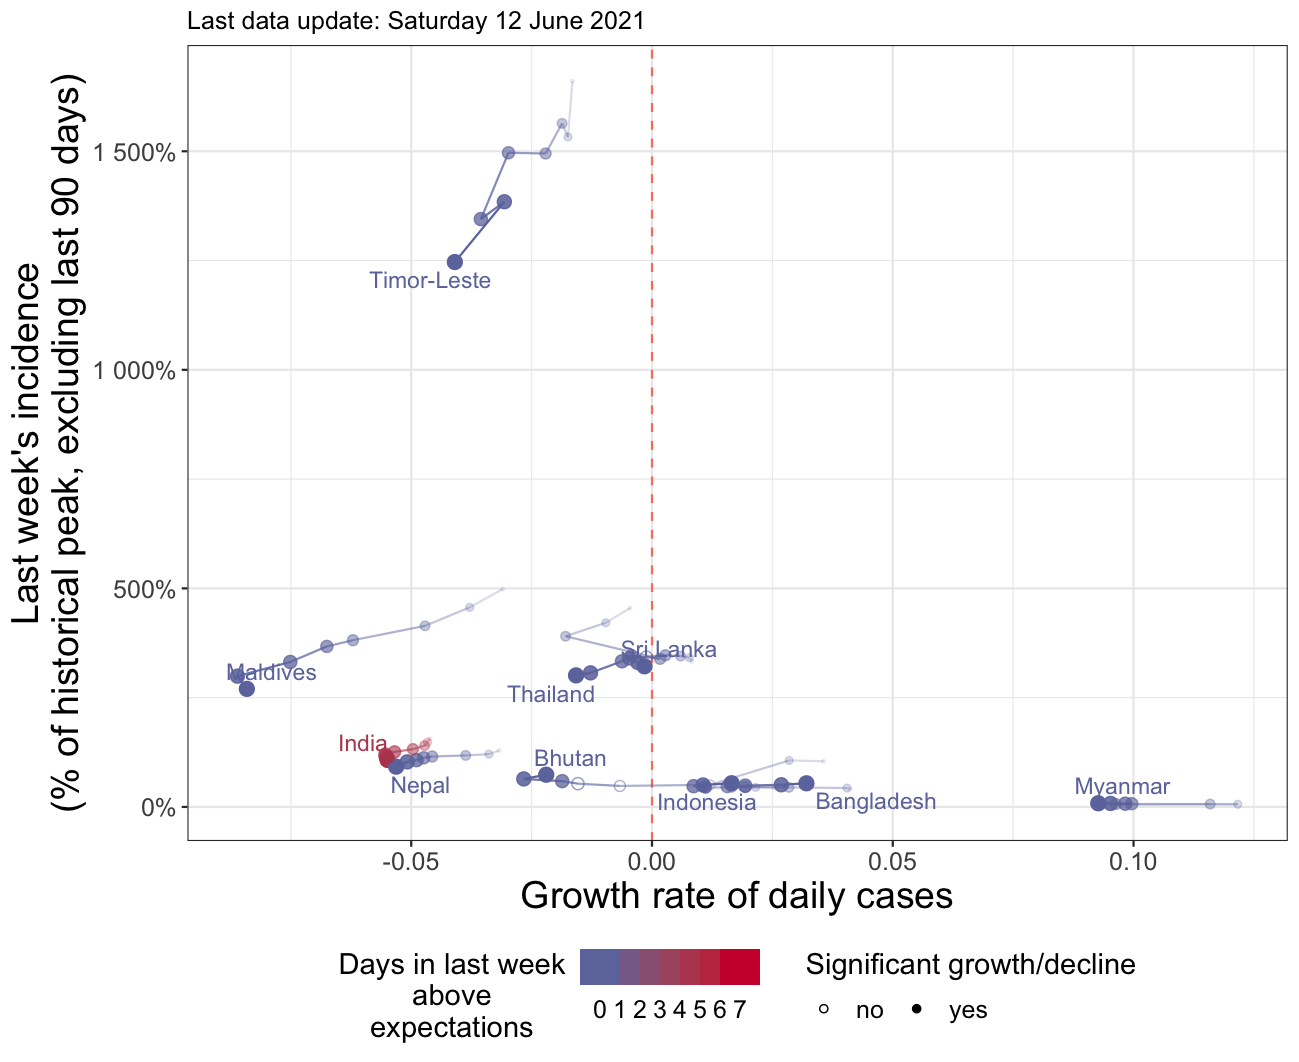 Last data update: Saturday 12 June 2021
Last week's incidence
(% of historical peak, excluding last 90 days)
1 500%
1 000%
500%
0%
Timor-Leste
Sri Lanka
Maldives
Thailand
India
Bhutan
Nepal
Indonesia
Bangladesh
Myanmar
-0.05
0.00
0.05
0.10
Growth rate of daily cases
Days in last week
above
expectations
0 1 2 3 4 5 6 7
Significant growth/decline
no
yes